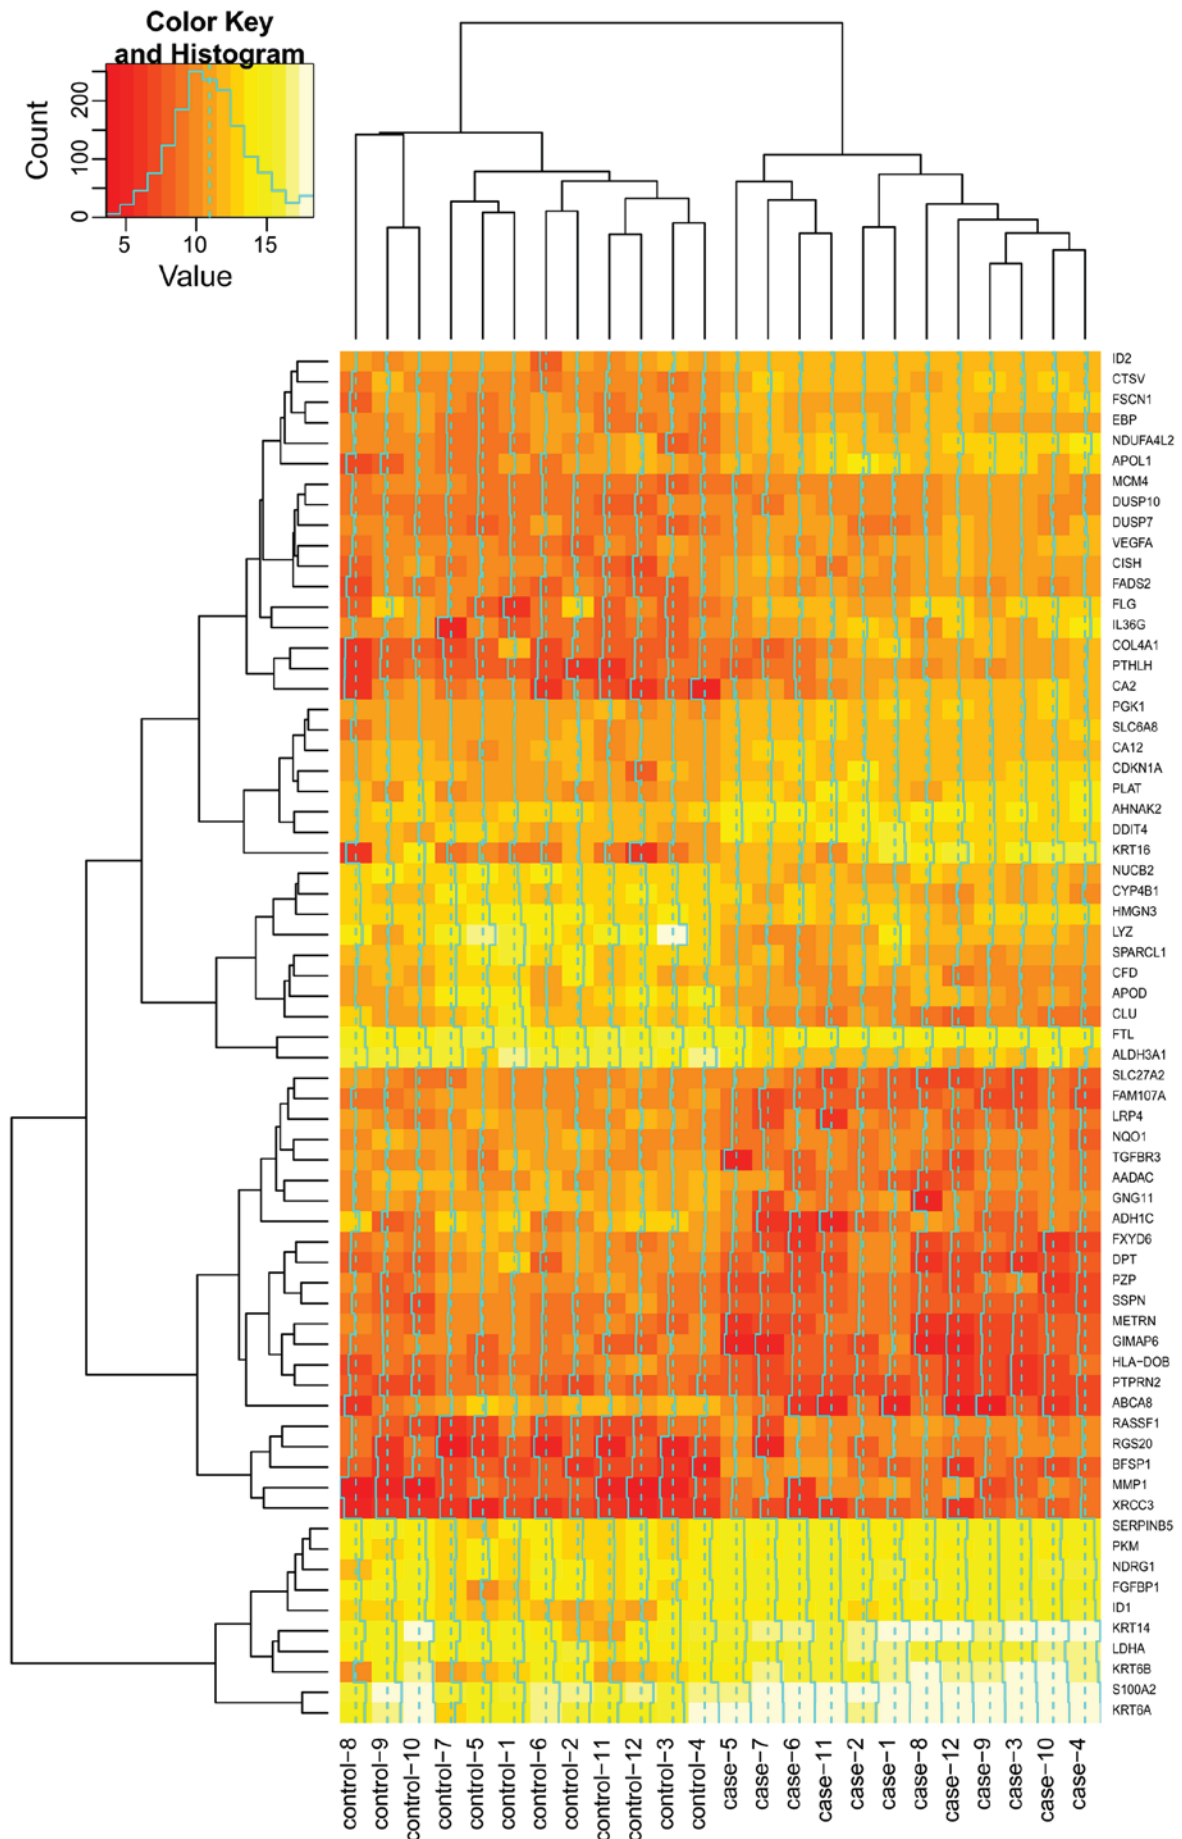 Color Key
and Histogram
Count
0
100
200
5
10
15
Value
ID2
CTSV
FSCN1
EBP
NDUFA4L2
APOL1
MCM4
DUSP10
DUSP7
VEGFA
CISH
FADS2
FLG
IL36G
COL4A1
PTHLH
CA2
PGK1
SLC6A8
CA12
CDKN1A
PLAT
AHNAK2
DDIT4
KRT16
NUCB2
CYP4B1
HMGN3
LYZ
SPARCL1
CFD
APOD
CLU
FTL
ALDH3A1
SLC27A2
FAM107A
LRP4
NQO1
TGFBR3
AADAC
GNG11
ADH1C
FXYD6
DPT
PZP
SSPN
METRN
GIMAP6
HLA-DOB
PTPRN2
ABCA8
RASSF1
RGS20
BFSP1
MMP1
XRCC3
SERPINB5
PKM
NDRG1
FGFBP1
ID1
KRT14
LDHA
KRT6B
S100A2
KRT6A
control-8
control-9
control-10
control-7
control-5
control-1
control-6
control-2
control-11
control-12
control-3
control-4
case-5
case-7
case-6
case-11
case-2
case-1
case-8
case-12
case-9
case-3
case-10
case-4